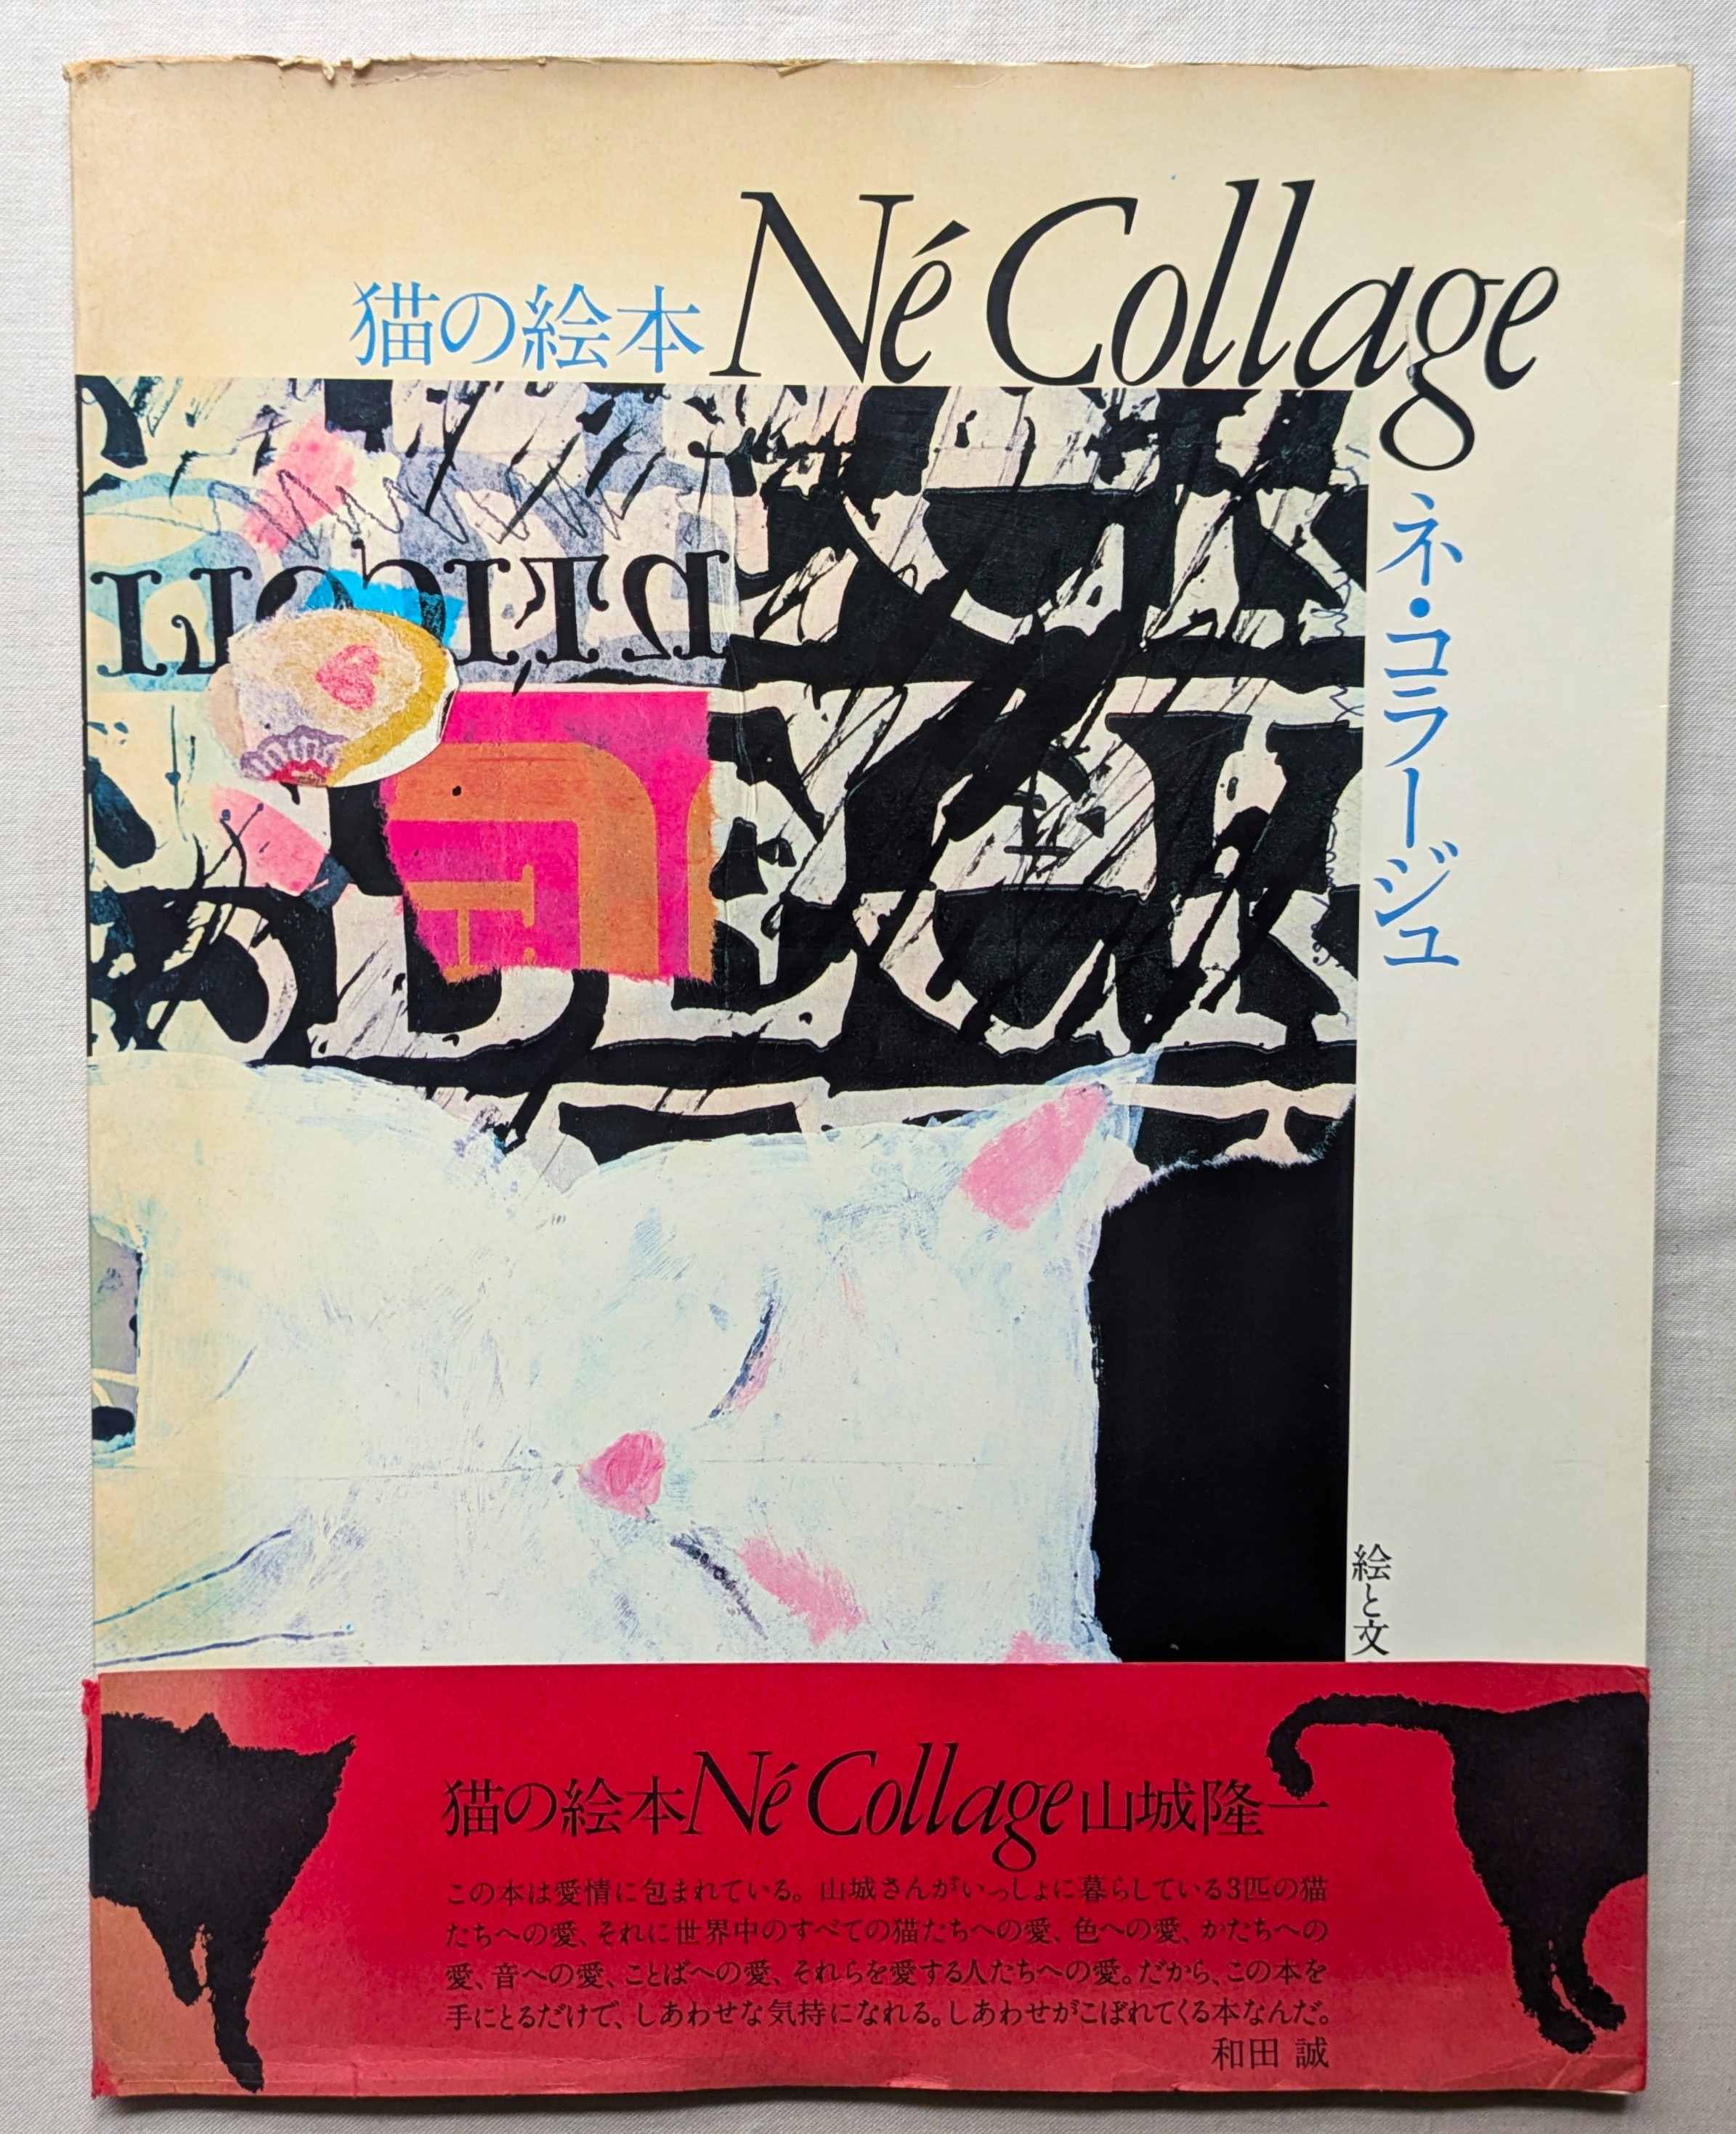 猫の絵本 Né Collage
ネ・コラージュ
絵と文
猫の絵本Né Collage山城隆一
この本は愛情に包まれている。山城さんがいっしょに暮らしている3匹の猫
たちへの愛、それに世界中のすべての猫たちへの愛、色への愛、かたちへの
愛、音への愛、ことばへの愛、それらを愛する人たちへの愛。だから、この本を
手にとるだけで、しあわせな気持になれる。しあわせがこぼれてくる本なんだ。
和田 誠